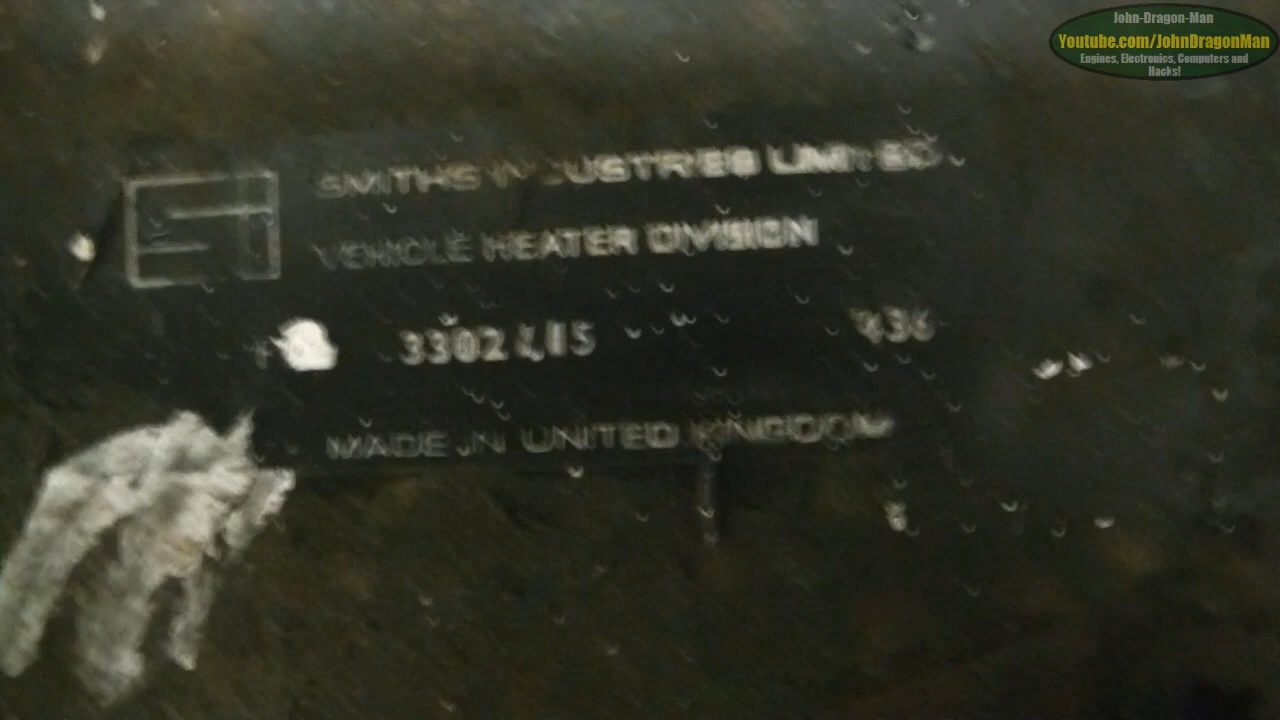 John-Dragon-Man
Youtube.com/JohnDragonMan
Engines, Electronics, Computers and
Hacks!
SMITHS INDUSTRIES LIMITED
VEHICLE HEATER DIVISION
MADE IN UNITED KINGDOM